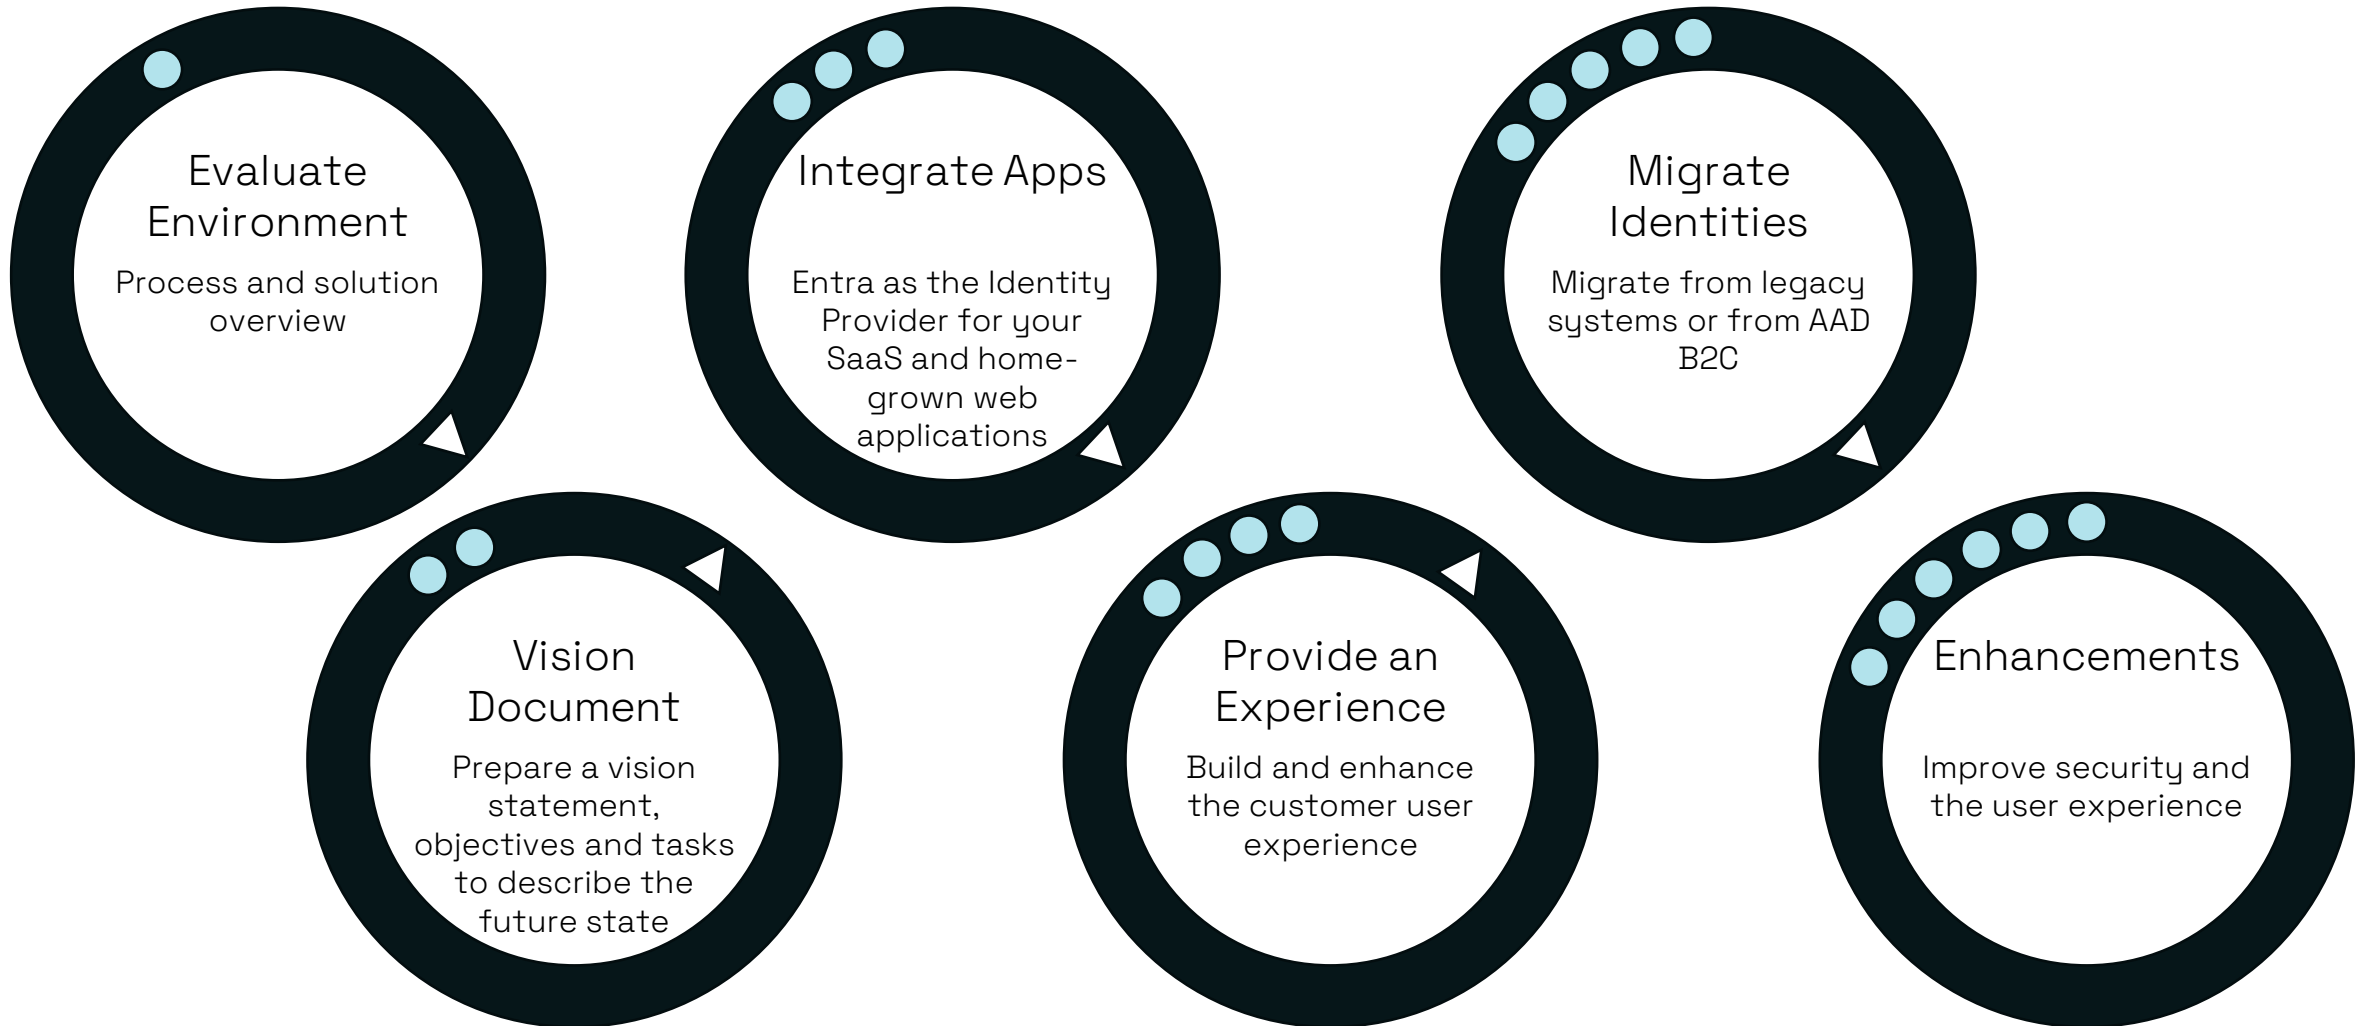 Evaluate
Environment
Process and solution
overview
Vision
Document
Prepare a vision
statement,
objectives and tasks
to describe the
future state
Integrate Apps
Entra as the Identity
Provider for your
SaaS and home-
grown web
applications
Provide an
Experience
Build and enhance
the customer user
experience
Migrate
Identities
Migrate from legacy
systems or from AAD
B2C
Enhancements
Improve security and
the user experience